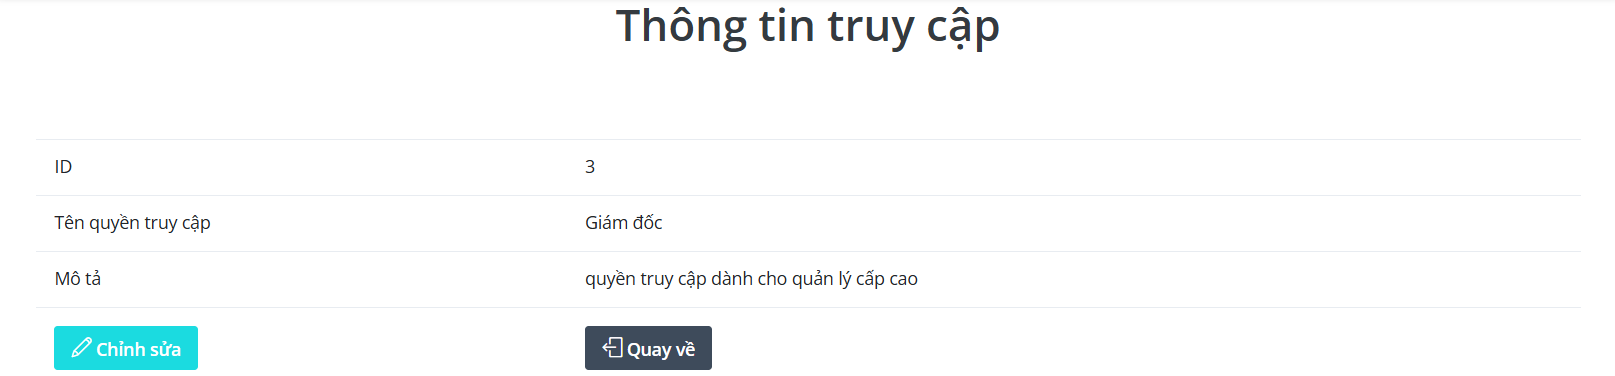 Thông tin truy cập
ID 3
Tên quyền truy cập Giám đốc
Mô tả quyền truy cập dành cho quản lý cấp cao
Chỉnh sửa Quay về